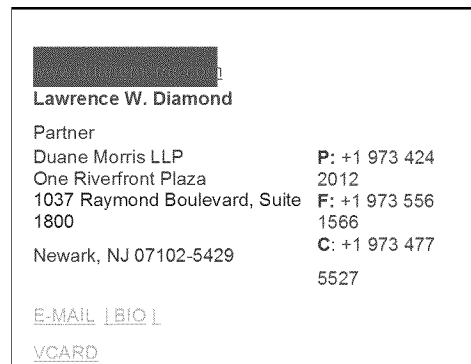 Lawrence W. Diamond
Partner
Duane Morris LLP
One Riverfront Plaza
1037 Raymond Boulevard, Suite
1800
Newark, NJ 07102-5429
P: +1 973 424
2012
F: +1 973 556
1566
C: +1 973 477
5527
E-MAIL | BIO |
VCARD